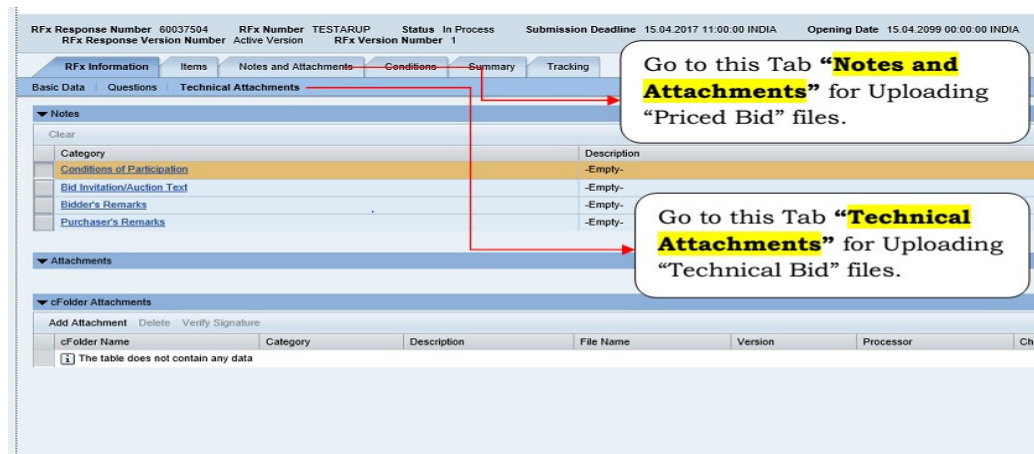 RFx Response Number 60037504 RFx Number TESTARUP Status In Process Submission Deadline 15.04.2017 11:00:00 INDIA Opening Date 15.04.2099 00:00:00 INDIA
RFx Response Version Number Active Version RFx Version Number 1
RFx Information Items Notes and Attachments Conditions Summary Tracking
Basic Data Questions Technical Attachments
Notes
Clear
Category Description
Conditions of Participation -Empty-
Bid Invitation/Auction Text -Empty-
Bidder's Remarks -Empty-
Purchaser's Remarks -Empty-
Attachments
cFolder Attachments
Add Attachment Delete Verify Signature
cFolder Name Category Description File Name Version Processor Ch
The table does not contain any data
Go to this Tab “Notes and
Attachments” for Uploading
“Priced Bid” files.
Go to this Tab “Technical
Attachments” for Uploading
“Technical Bid” files.